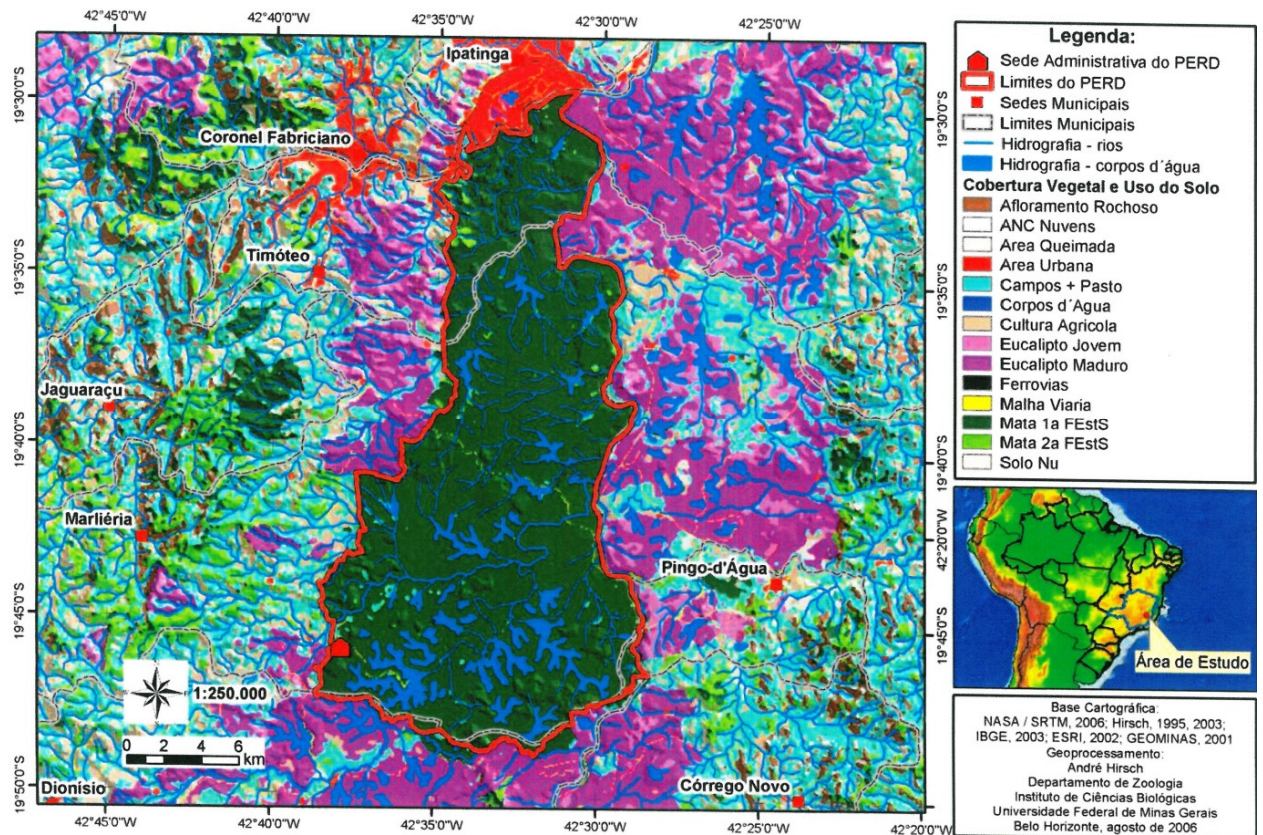 42°45'0"W
42°40'0"W
42°35'0"W
42°30'0"W
42°25'0"W
19°30'0"S
19°35'0"S
19°40'0"S
19°45'0"S
19°50'0"S
Ipatinga
Coronel Fabriciano
Timóteo
Jaguaraçu
Marliéria
Pingo-d'Água
Dionísio
Córrego Novo
1:250.000
0 2 4 6
km
19°30'0"S
19°35'0"S
19°40'0"S
42°20'0"W
19°45'0"S
42°45'0"W
42°40'0"W
42°35'0"W
42°30'0"W
42°25'0"W
42°20'0"W
Legenda:
Sede Administrativa do PERD
Limites do PERD
Sedes Municipais
Limites Municipais
Hidrografia - rios
Hidrografia - corpos d´água
Cobertura Vegetal e Uso do Solo
Afloramento Rochoso
ANC Nuvens
Area Queimada
Area Urbana
Campos + Pasto
Corpos d´Agua
Cultura Agricola
Eucalipto Jovem
Eucalipto Maduro
Ferrovias
Malha Viaria
Mata 1a FEstS
Mata 2a FEstS
Solo Nu
Área de Estudo
Base Cartográfica:
NASA / SRTM, 2006; Hirsch, 1995, 2003;
IBGE, 2003; ESRI, 2002; GEOMINAS, 2001
Geoprocessamento:
André Hirsch
Departamento de Zoologia
Instituto de Ciências Biológicas
Universidade Federal de Minas Gerais
Belo Horizonte, agosto de 2006